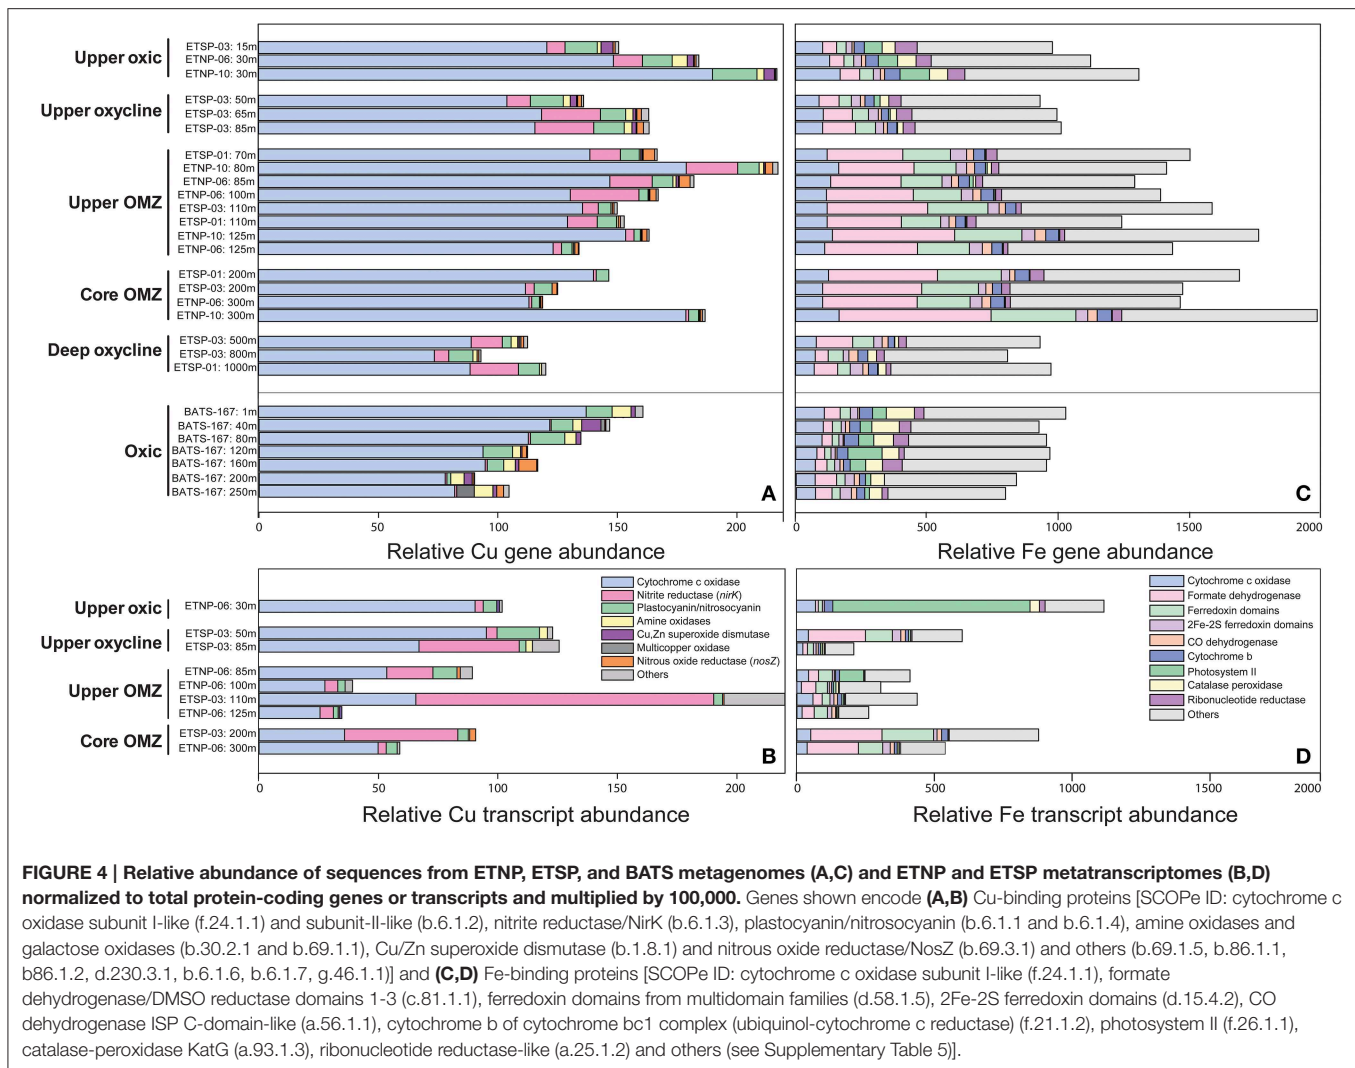 Upper oxic
ETSP-03: 15m
ETNP-06: 30m
ETNP-10: 30m
Upper oxycline
ETSP-03: 50m
ETSP-03: 65m
ETSP-03: 85m
Upper OMZ
ETSP-01: 70m
ETNP-10: 80m
ETNP-06: 85m
ETNP-06: 100m
ETSP-03: 110m
ETSP-01: 110m
ETNP-10: 125m
ETNP-06: 125m
Core OMZ
ETSP-01: 200m
ETSP-03: 200m
ETNP-06: 300m
ETNP-10: 300m
Deep oxycline
ETSP-03: 500m
ETSP-03: 800m
ETSP-01: 1000m
Oxic
BATS-167: 1m
BATS-167: 40m
BATS-167: 80m
BATS-167: 120m
BATS-167: 160m
BATS-167: 200m
BATS-167: 250m
A
0 50 100 150 200
Relative Cu gene abundance
C
0 500 1000 1500 2000
Relative Fe gene abundance
Upper oxic
ETNP-06: 30m
Upper oxycline
ETSP-03: 50m
ETSP-03: 85m
Upper OMZ
ETNP-06: 85m
ETNP-06: 100m
ETSP-03: 110m
ETNP-06: 125m
Core OMZ
ETSP-03: 200m
ETNP-06: 300m
Cytochrome c oxidase
Nitrite reductase (nirK)
Plastocyanin/nitrosocyanin
Amine oxidases
Cu,Zn superoxide dismutase
Multicopper oxidase
Nitrous oxide reductase (nosZ)
Others
B
0 50 100 150 200
Relative Cu transcript abundance
Cytochrome c oxidase
Formate dehydrogenase
Ferredoxin domains
2Fe-2S ferredoxin domains
CO dehydrogenase
Cytochrome b
Photosystem II
Catalase peroxidase
Ribonucleotide reductase
Others
D
0 500 1000 1500 2000
Relative Fe transcript abundance
FIGURE 4 | Relative abundance of sequences from ETNP, ETSP, and BATS metagenomes (A,C) and ETNP and ETSP metatranscriptomes (B,D)
normalized to total protein-coding genes or transcripts and multiplied by 100,000. Genes shown encode (A,B) Cu-binding proteins [SCOPe ID: cytochrome c
oxidase subunit I-like (f.24.1.1) and subunit-II-like (b.6.1.2), nitrite reductase/NirK (b.6.1.3), plastocyanin/nitrosocyanin (b.6.1.1 and b.6.1.4), amine oxidases and
galactose oxidases (b.30.2.1 and b.69.1.1), Cu/Zn superoxide dismutase (b.1.8.1) and nitrous oxide reductase/NosZ (b.69.3.1) and others (b.69.1.5, b.86.1.1,
b86.1.2, d.230.3.1, b.6.1.6, b.6.1.7, g.46.1.1)] and (C,D) Fe-binding proteins [SCOPe ID: cytochrome c oxidase subunit I-like (f.24.1.1), formate
dehydrogenase/DMSO reductase domains 1-3 (c.81.1.1), ferredoxin domains from multidomain families (d.58.1.5), 2Fe-2S ferredoxin domains (d.15.4.2), CO
dehydrogenase ISP C-domain-like (a.56.1.1), cytochrome b of cytochrome bc1 complex (ubiquinol-cytochrome c reductase) (f.21.1.2), photosystem II (f.26.1.1),
catalase-peroxidase KatG (a.93.1.3), ribonucleotide reductase-like (a.25.1.2) and others (see Supplementary Table 5)].